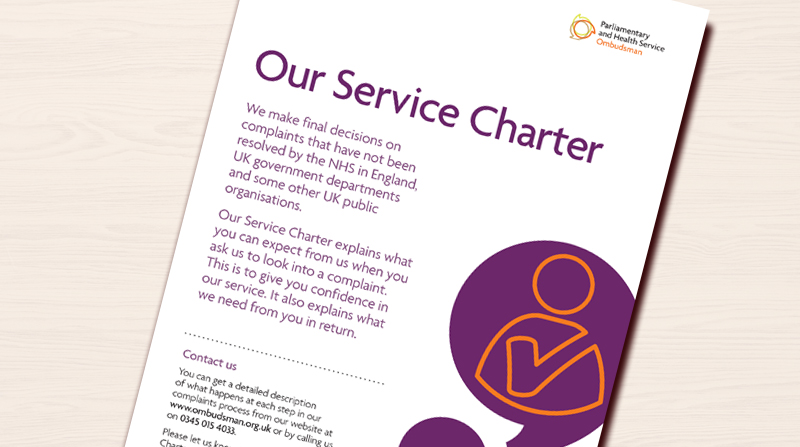 Parliamentary
and Health Service
Ombudsman
Our Service Charter
We make final decisions on
complaints that have not been
resolved by the NHS in England,
UK government departments
and some other UK public
organisations.
Our Service Charter explains what
you can expect from us when you
ask us to look into a complaint.
This is to give you confidence in
our service. It also explains what
we need from you in return.
Contact us
You can get a detailed description
of what happens at each step in our
complaints process from our website at
www.ombudsman.org.uk or by calling us
on 0345 015 4033.
Please let us